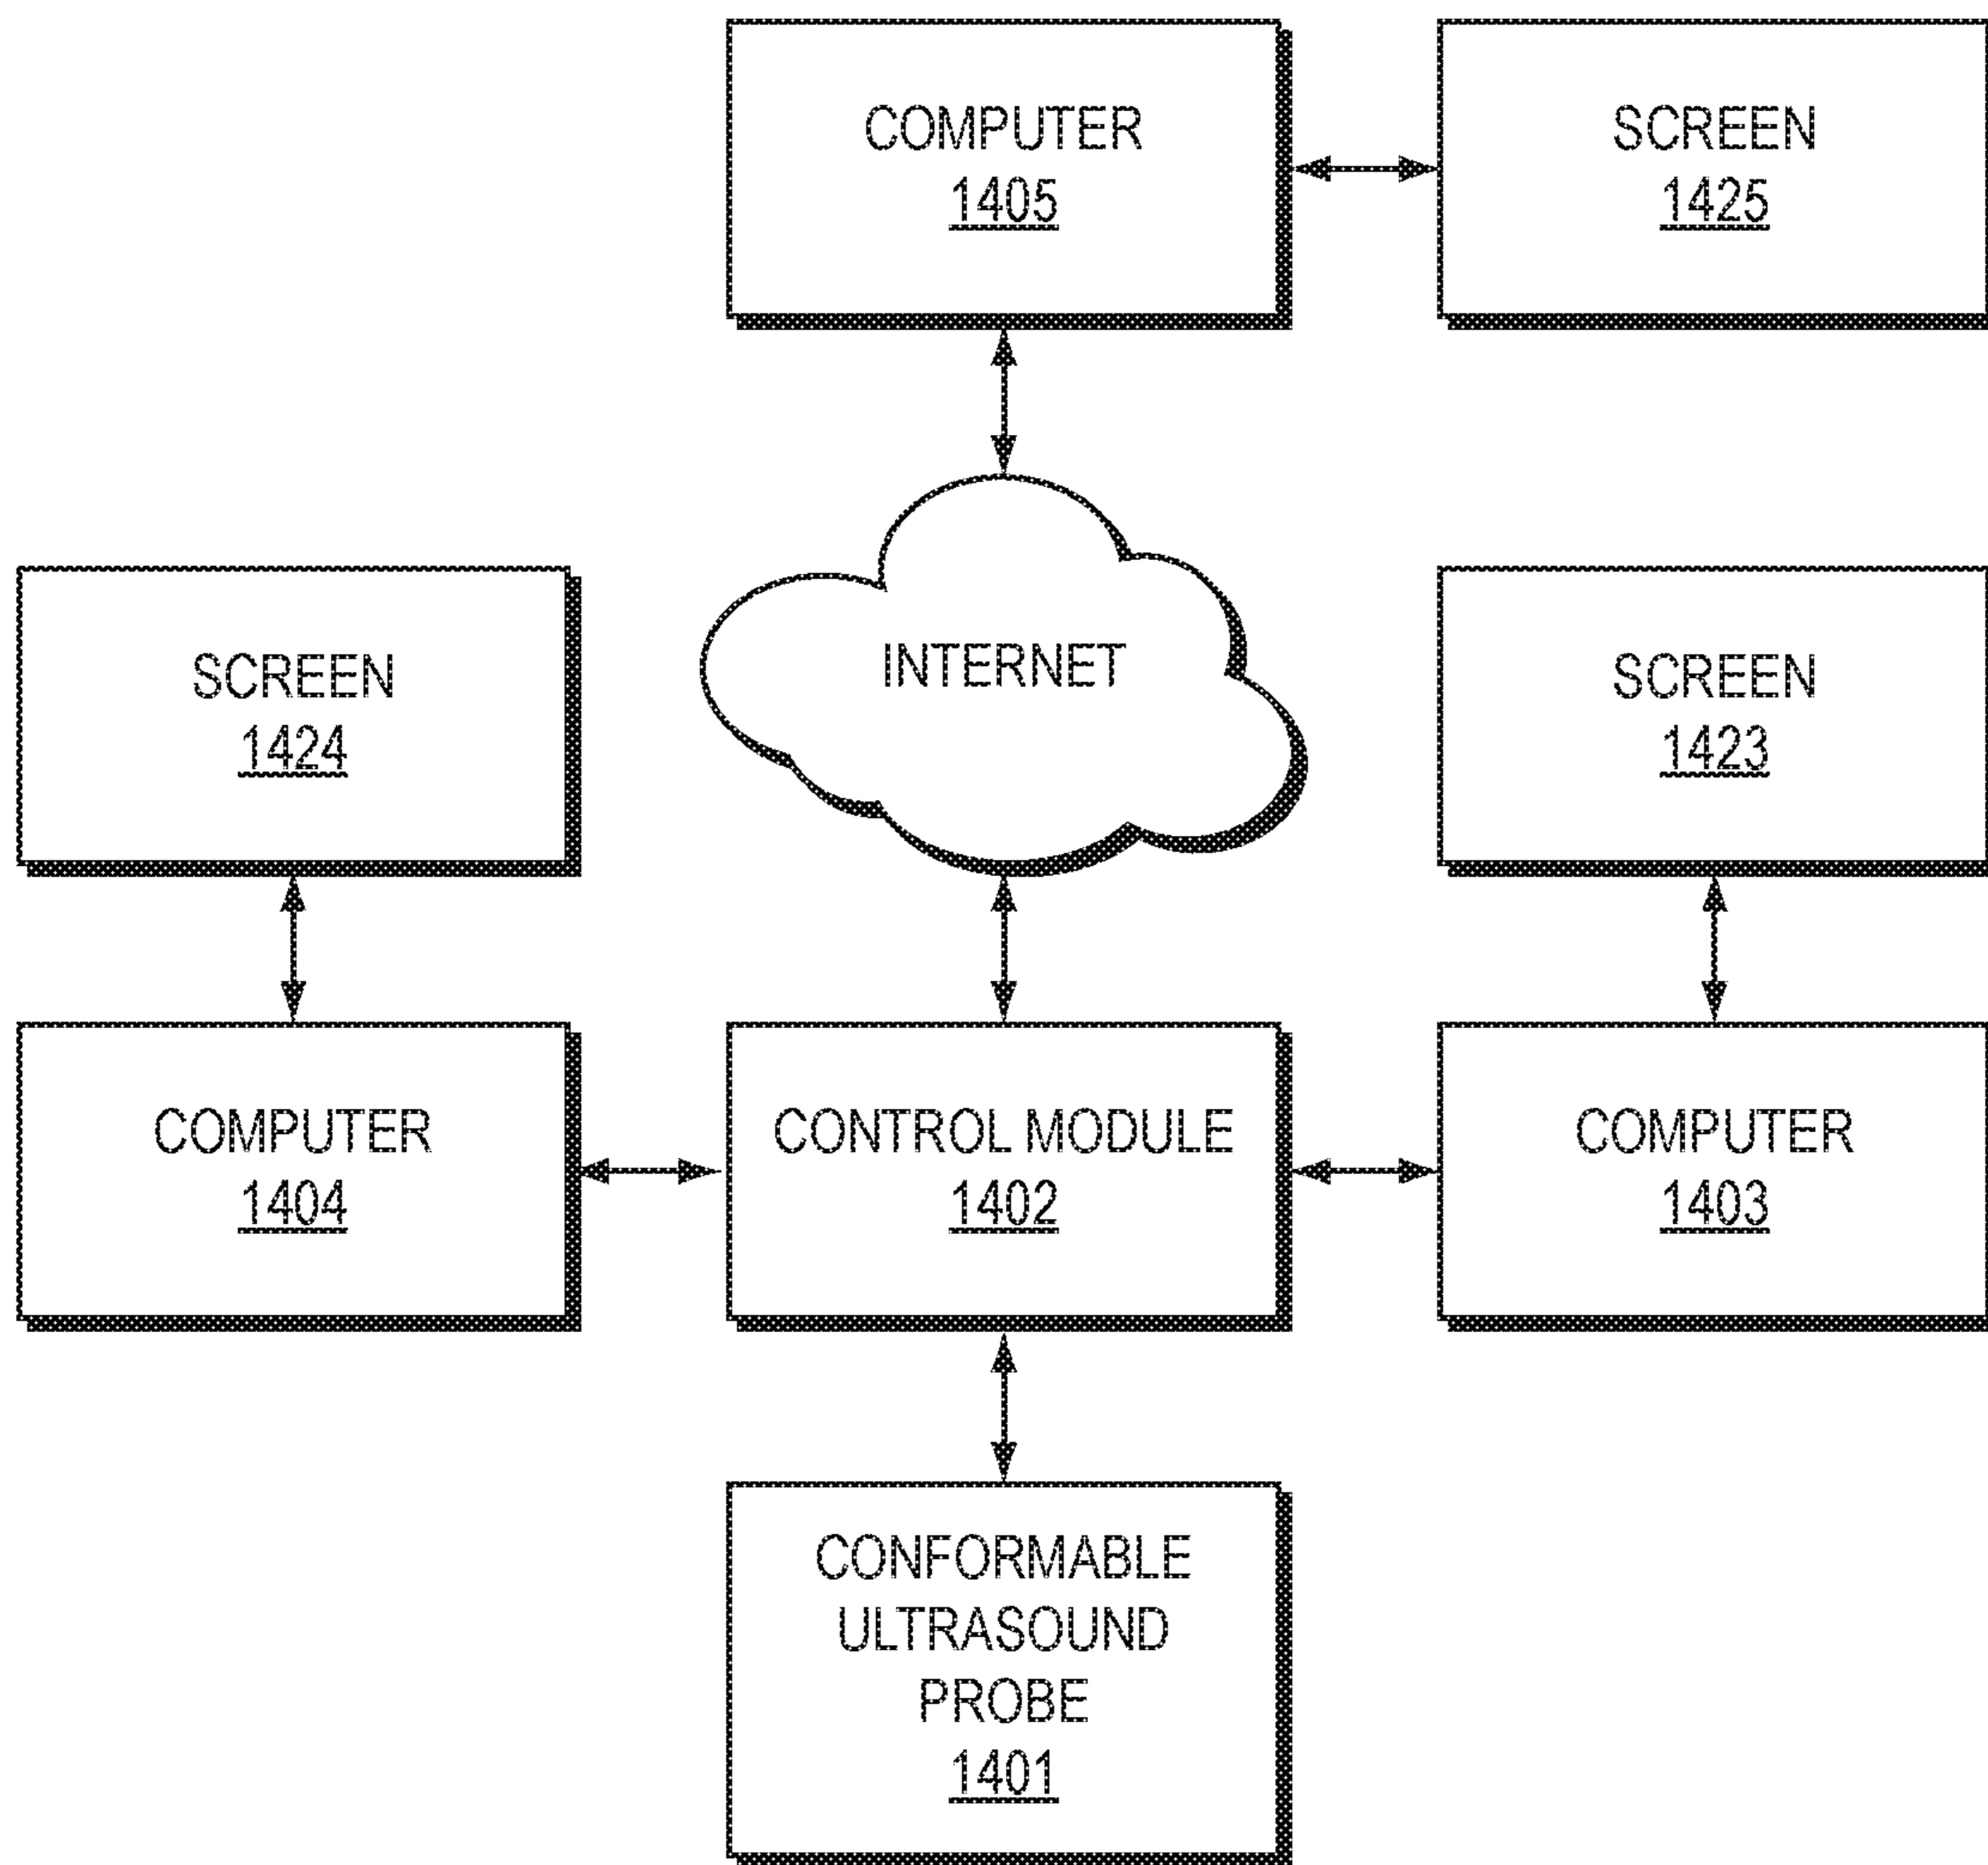 COMPUTER
1405
SCREEN
1425
SCREEN
1424
INTERNET
SCREEN
1423
COMPUTER
1404
CONTROL MODULE
1402
COMPUTER
1403
CONFORMABLE
ULTRASOUND
PROBE
1401